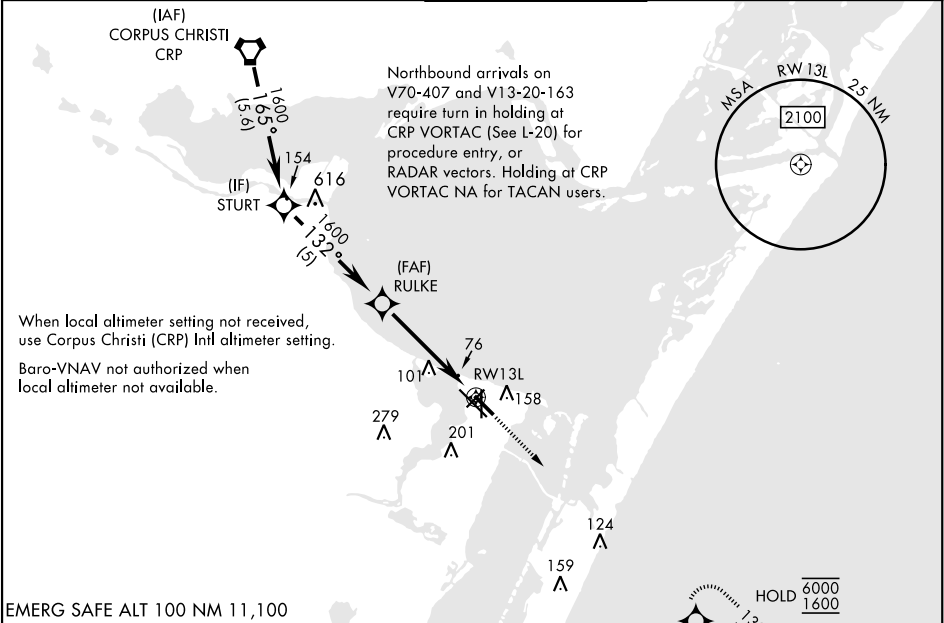 (IAF)
CORPUS CHRISTI
CRP
1600
165°
(5.6)
Northbound arrivals on
V70-407 and V13-20-163
require turn in holding at
CRP VORTAC (See L-20) for
procedure entry, or
RADAR vectors. Holding at CRP
VORTAC NA for TACAN users.
MSA RW 13L 25 NM
2100
154
616
(IF)
STURT
1600
132°
(5)
(FAF)
RULKE
When local altimeter setting not received,
use Corpus Christi (CRP) Intl altimeter setting.
Baro-VNAV not authorized when
local altimeter not available.
76
101
RW13L
158
279
201
124
159
HOLD 6000
1600
EMERG SAFE ALT 100 NM 11,100